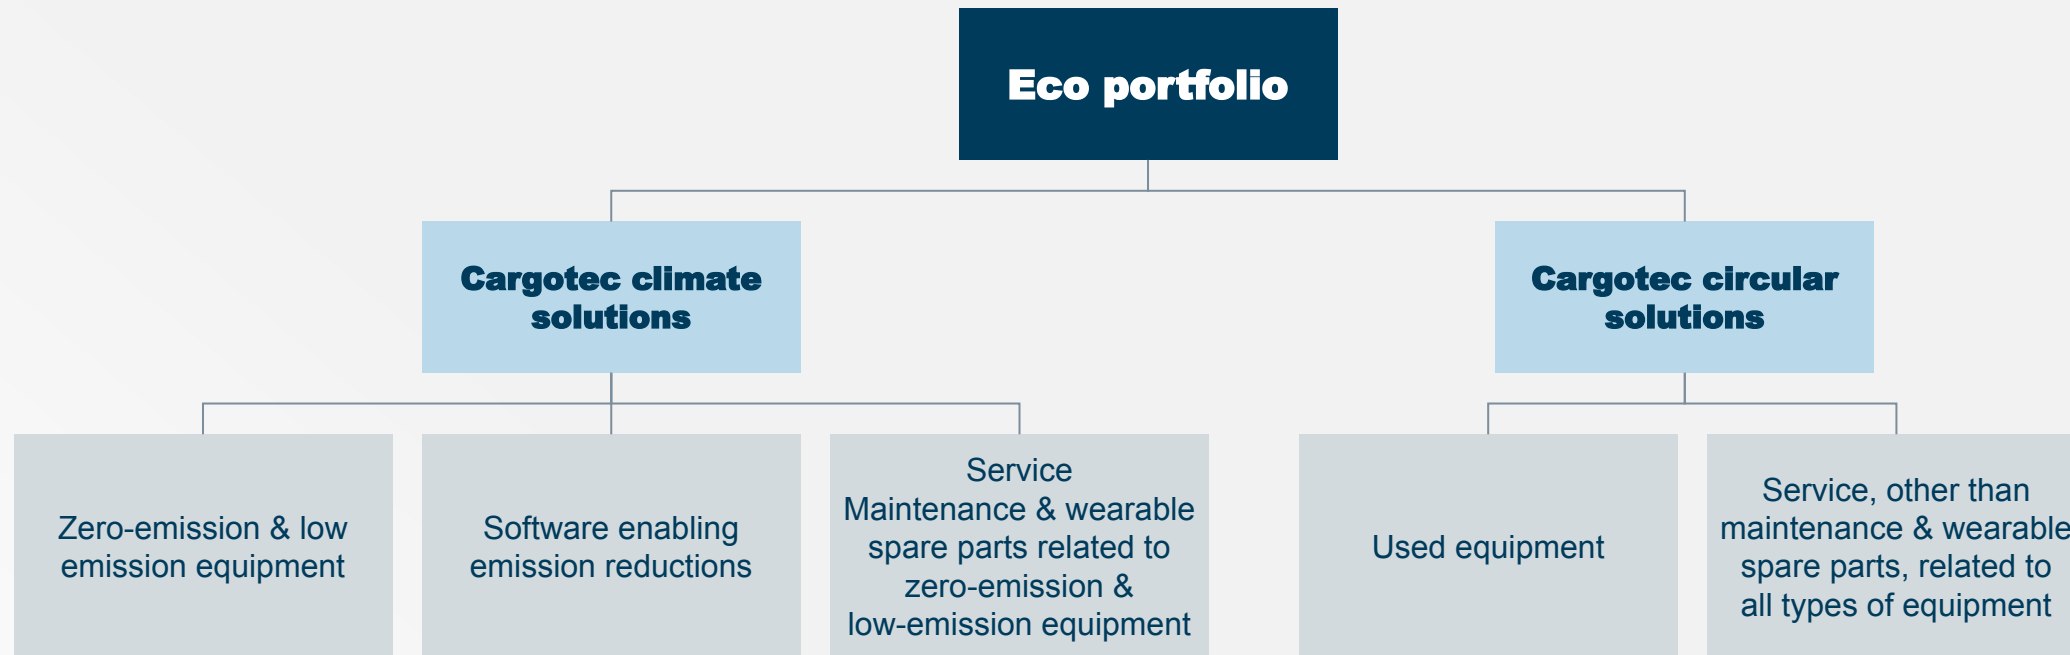 Eco portfolio
Cargotec climate
solutions
Cargotec circular
solutions
Zero-emission & low
emission equipment
Software enabling
emission reductions
Service
Maintenance & wearable
spare parts related to
zero-emission &
low-emission equipment
Used equipment
Service, other than
maintenance & wearable
spare parts, related to
all types of equipment